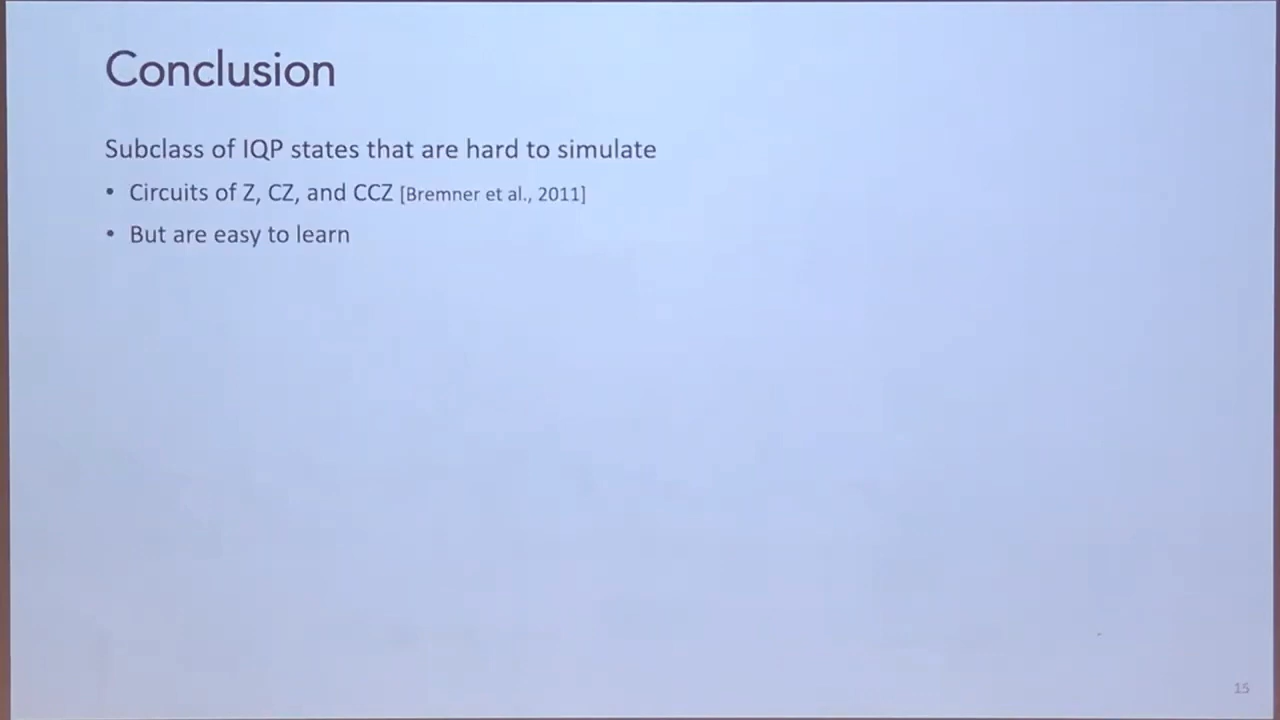 Conclusion
Subclass of IQP states that are hard to simulate
• Circuits of Z, CZ, and CCZ [Bremner et al., 2011]
• But are easy to learn
15